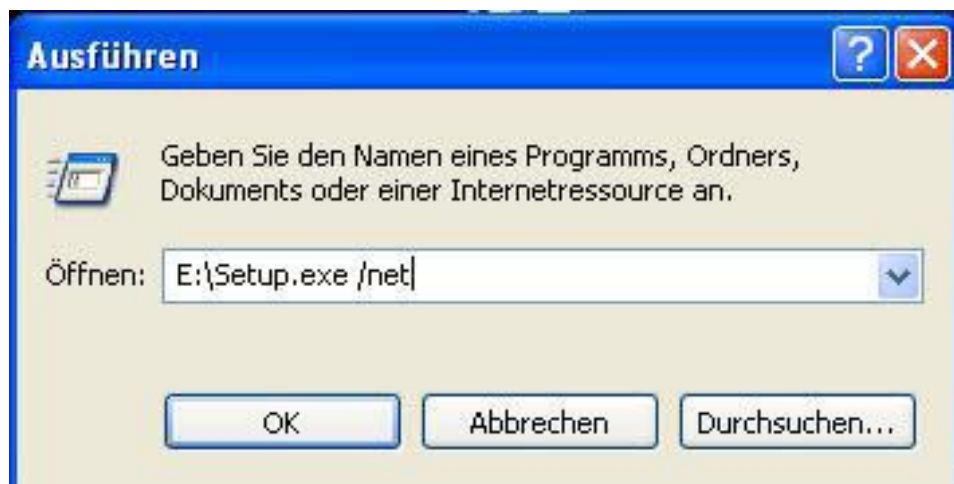 Ausführen
Geben Sie den Namen eines Programms, Ordners,
Dokuments oder einer Internetressource an.
Öffnen: E:\Setup.exe /net
OK Abbrechen Durchsuchen...